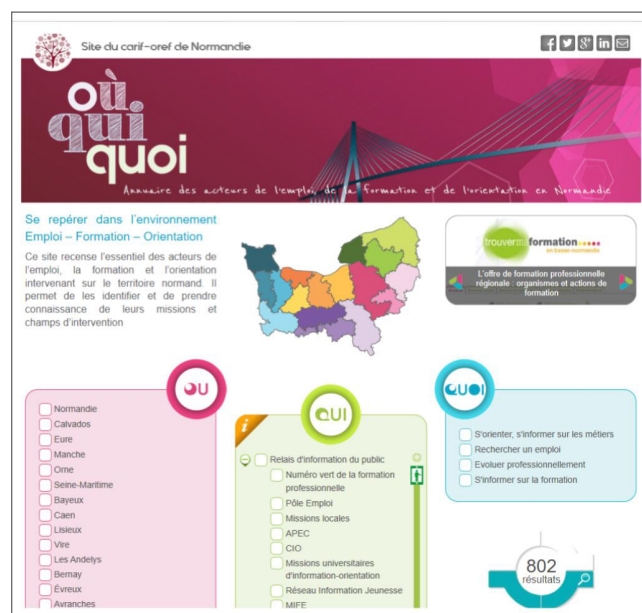 Site du carif-oref de Normandie
où
qui
quoi
Annuaire des acteurs de l'emploi, de la formation et de l'orientation en Normandie
Se repérer dans l'environnement
Emploi – Formation – Orientation
Ce site recense l'essentiel des acteurs de
l'emploi, la formation et l'orientation
intervenant sur le territoire normand. Il
permet de les identifier et de prendre
connaissance de leurs missions et
champs d'intervention
trouverma formation
en basse-normandie
L'offre de formation professionnelle
régionale : organismes et actions de
formation
OU
Normandie
Calvados
Eure
Manche
Orne
Seine-Maritime
Bayeux
Caen
Lisieux
Vire
Les Andelys
Bernay
Évreux
Avranches
QUI
i
Relais d'information du public
Numéro vert de la formation
professionnelle
Pôle Emploi
Missions locales
APEC
CIO
Missions universitaires
d'information-orientation
Réseau Information Jeunesse
MIFE
QUOI
S'orienter, s'informer sur les métiers
Rechercher un emploi
Evoluer professionnellement
S'informer sur la formation
802
résultats